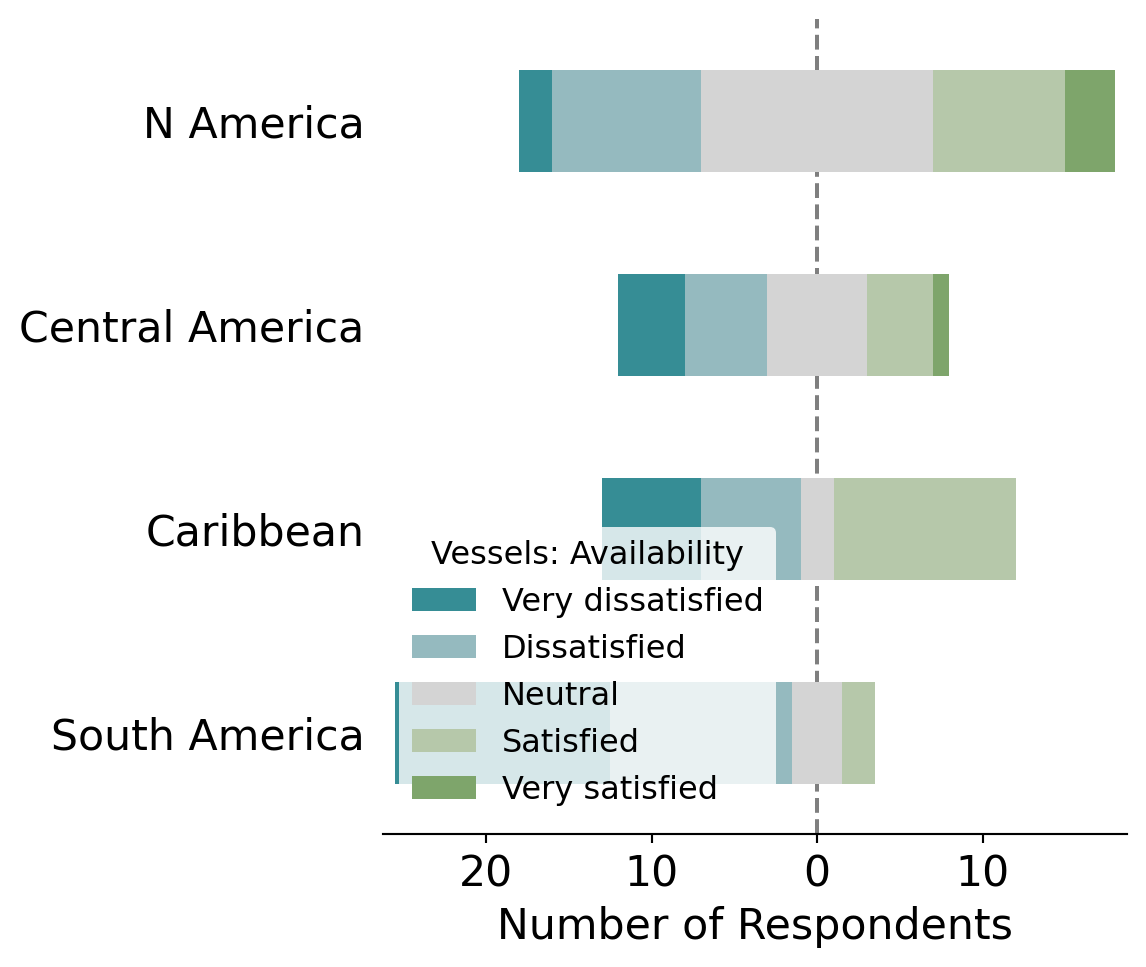 N America
Central America
Caribbean
South America
Vessels: Availability
Very dissatisfied
Dissatisfied
Neutral
Satisfied
Very satisfied
20 10 0 10
Number of Respondents